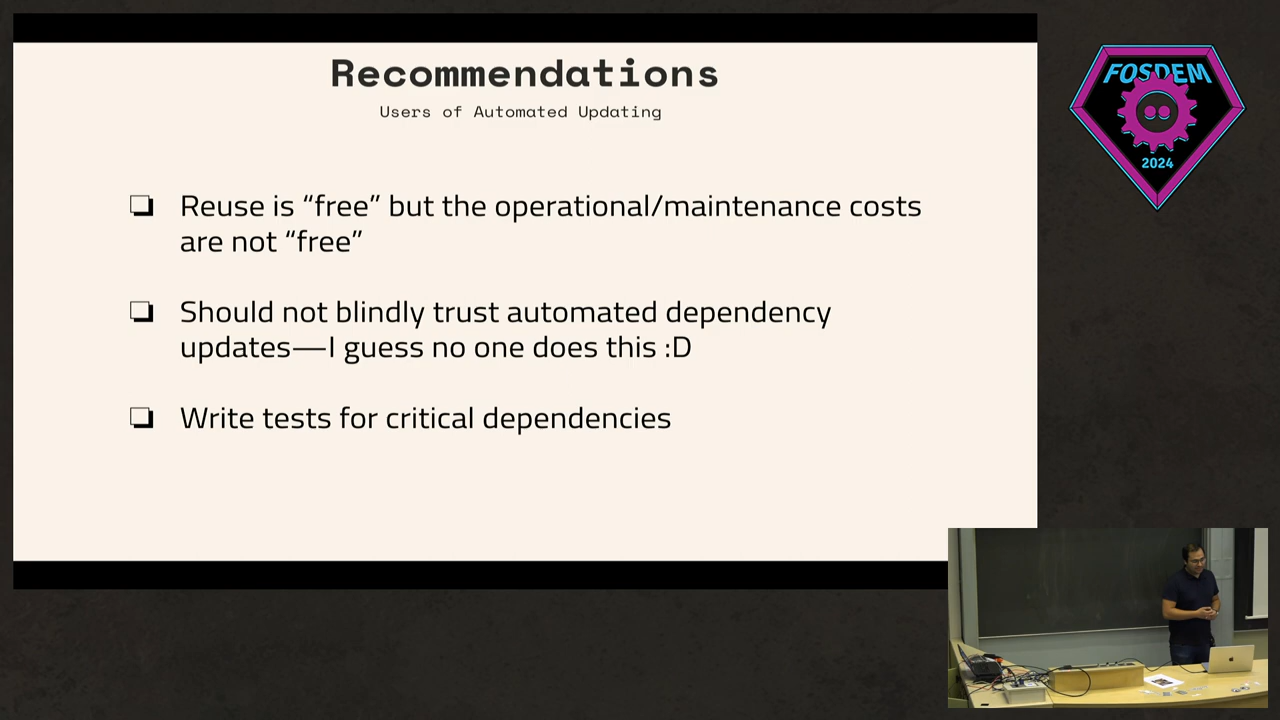 Recommendations
Users of Automated Updating
Reuse is “free” but the operational/maintenance costs
are not “free”
Should not blindly trust automated dependency
updates—I guess no one does this :D
Write tests for critical dependencies
FOSDEM
2024